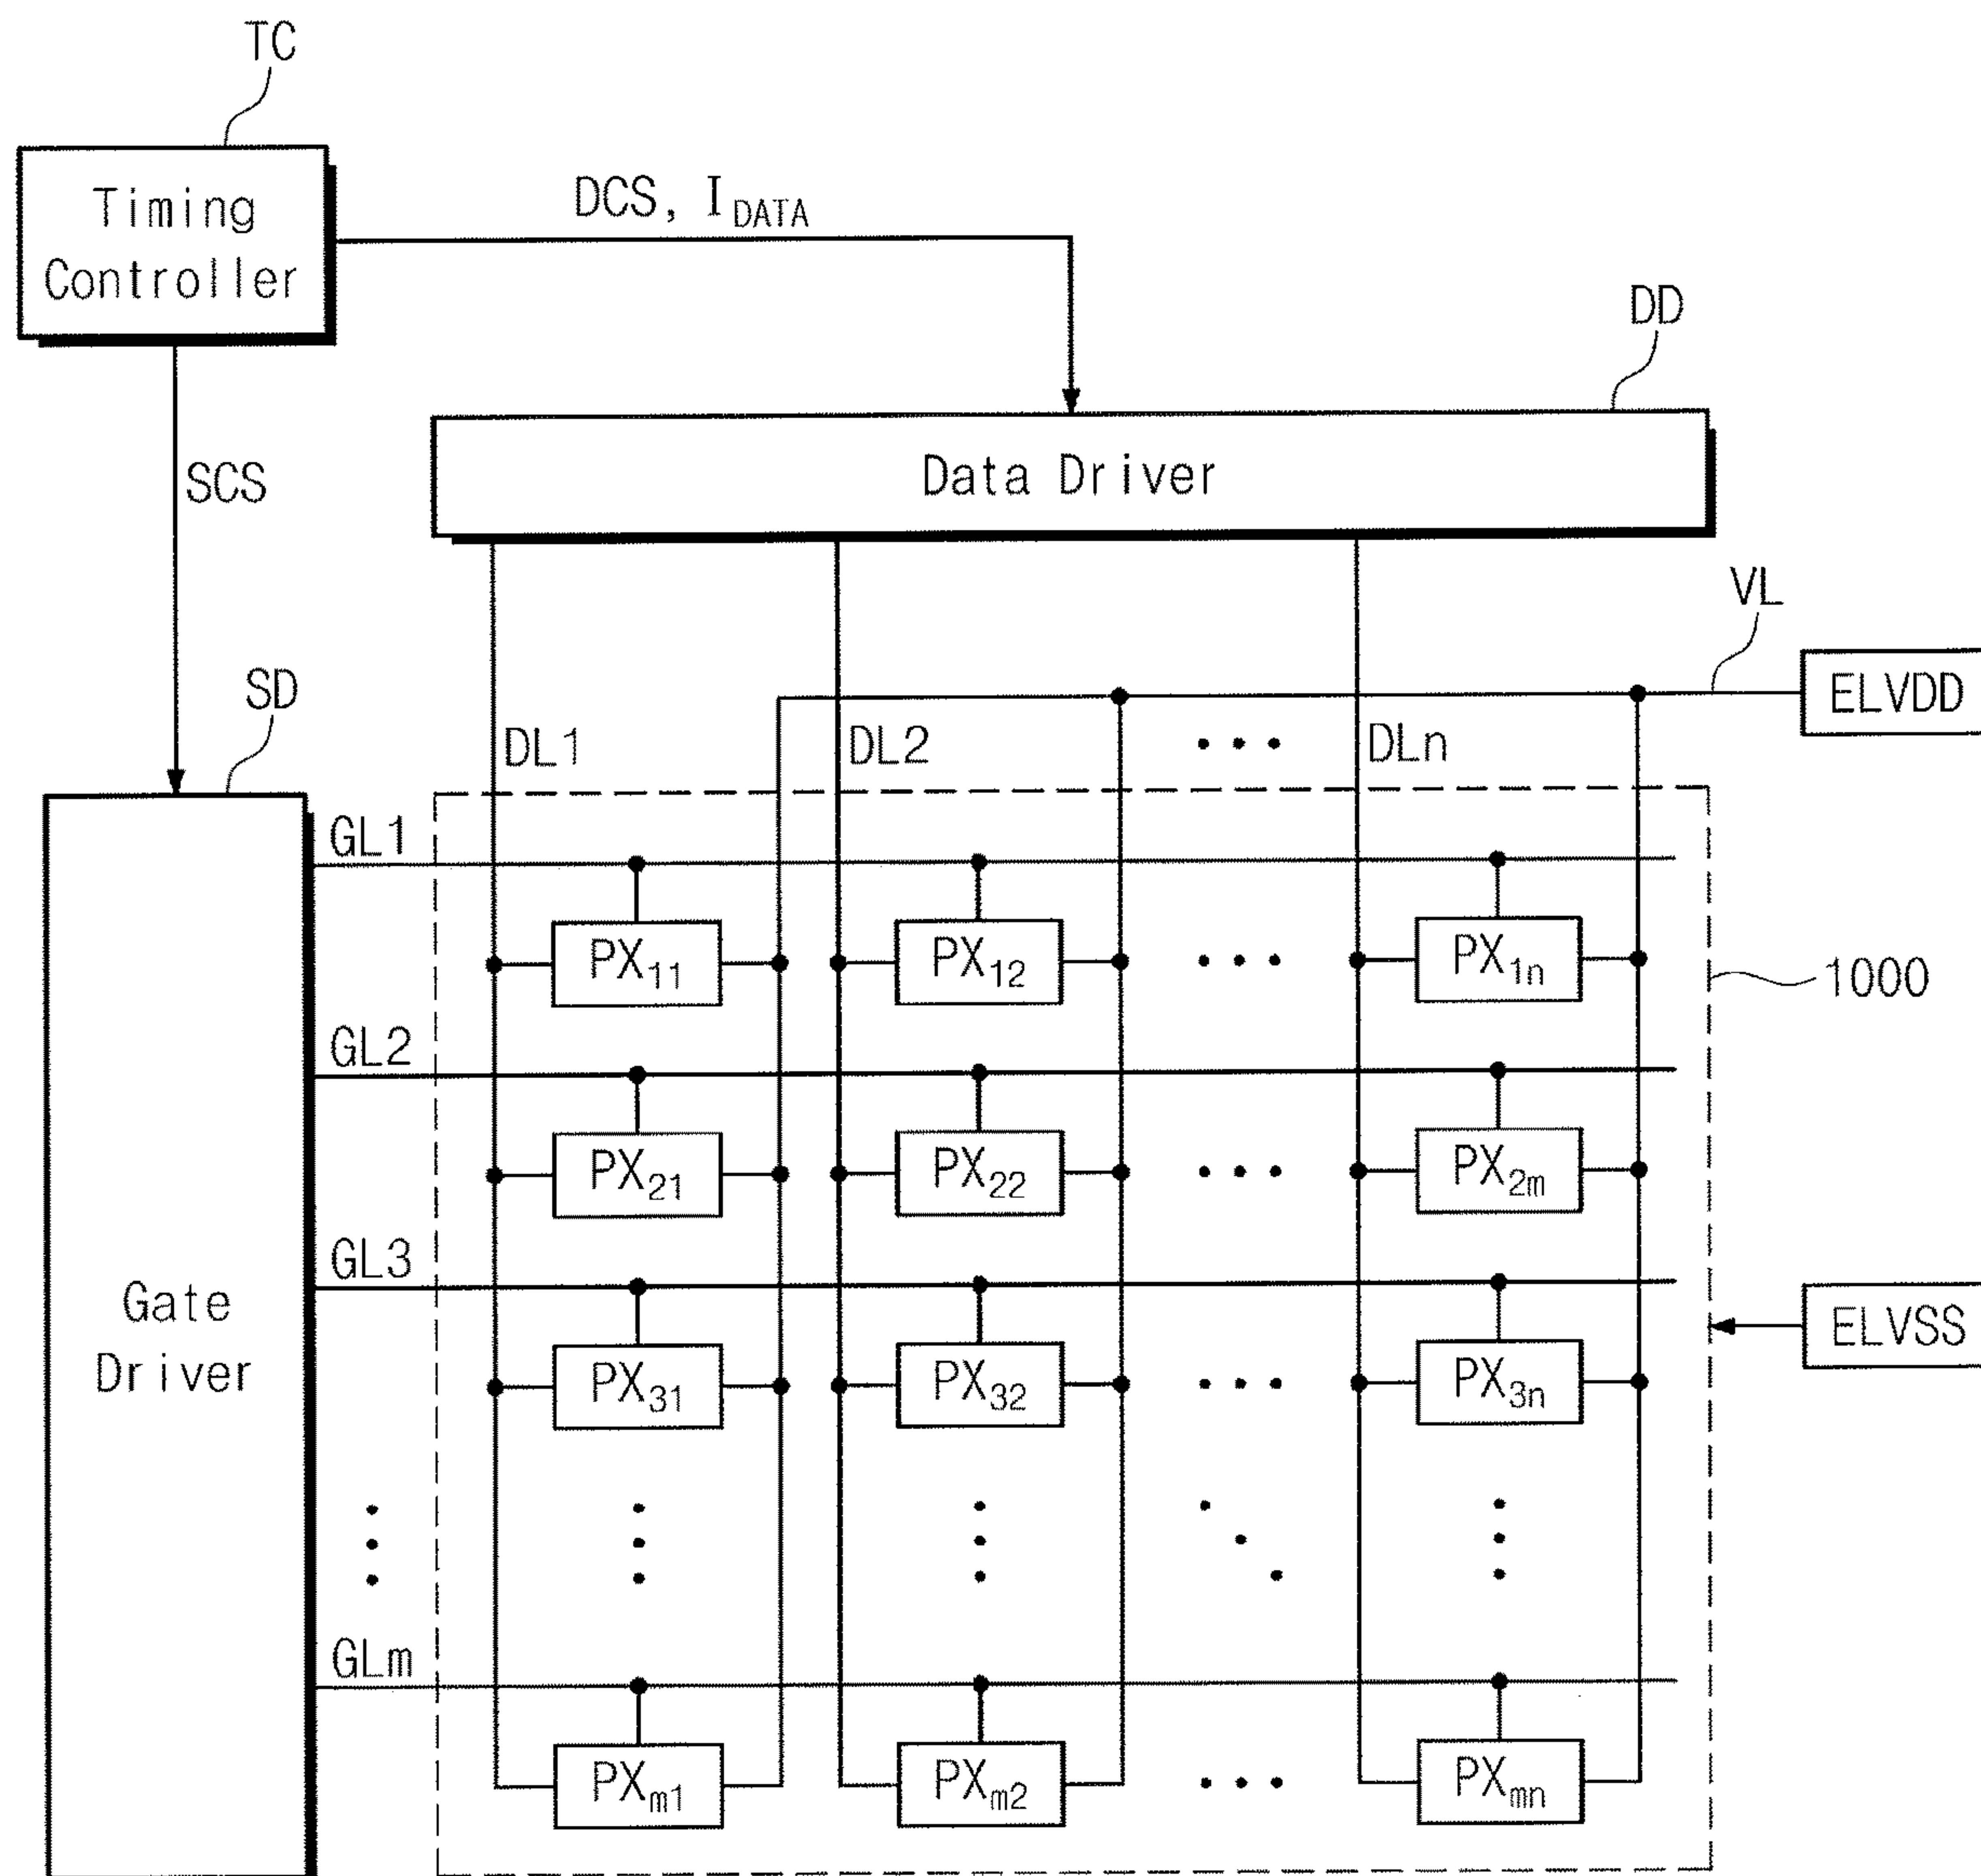 TC
Timing
Controller
DCS, I_DATA
DD
Data Driver
SCS
VL
ELVDD
SD
DL1
DL2
DLn
GL1
PX11
PX12
PX1n
1000
GL2
PX21
PX22
PX2m
GL3
PX31
PX32
PX3n
ELVSS
Gate
Driver
GLm
PXm1
PXm2
PXmn